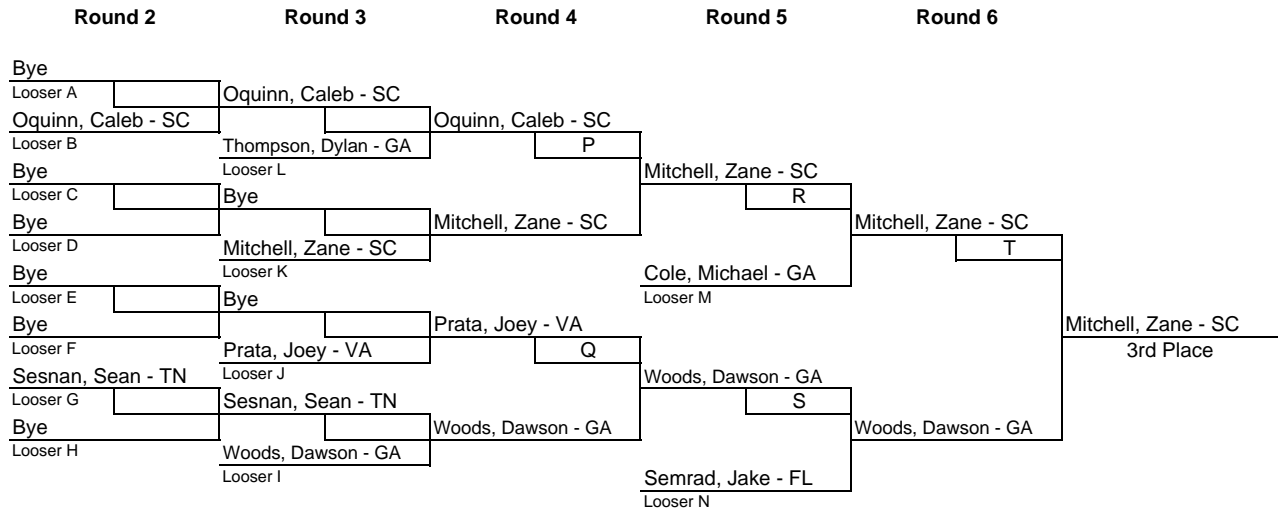 Round 2 Round 3 Round 4 Round 5 Round 6
Bye
Looser A
Oquinn, Caleb - SC
Oquinn, Caleb - SC
Oquinn, Caleb - SC
Looser B
Thompson, Dylan - GA
P
Looser L
Bye
Mitchell, Zane - SC
Looser C
Bye
R
Bye
Mitchell, Zane - SC
Mitchell, Zane - SC
Looser D
Mitchell, Zane - SC
T
Looser K
Bye
Cole, Michael - GA
Looser E
Bye
Looser M
Bye
Prata, Joey - VA
Mitchell, Zane - SC
Looser F
Prata, Joey - VA
Q
3rd Place
Looser J
Sesnan, Sean - TN
Woods, Dawson - GA
Looser G
Sesnan, Sean - TN
S
Bye
Woods, Dawson - GA
Woods, Dawson - GA
Looser H
Woods, Dawson - GA
Looser I
Semrad, Jake - FL
Looser N